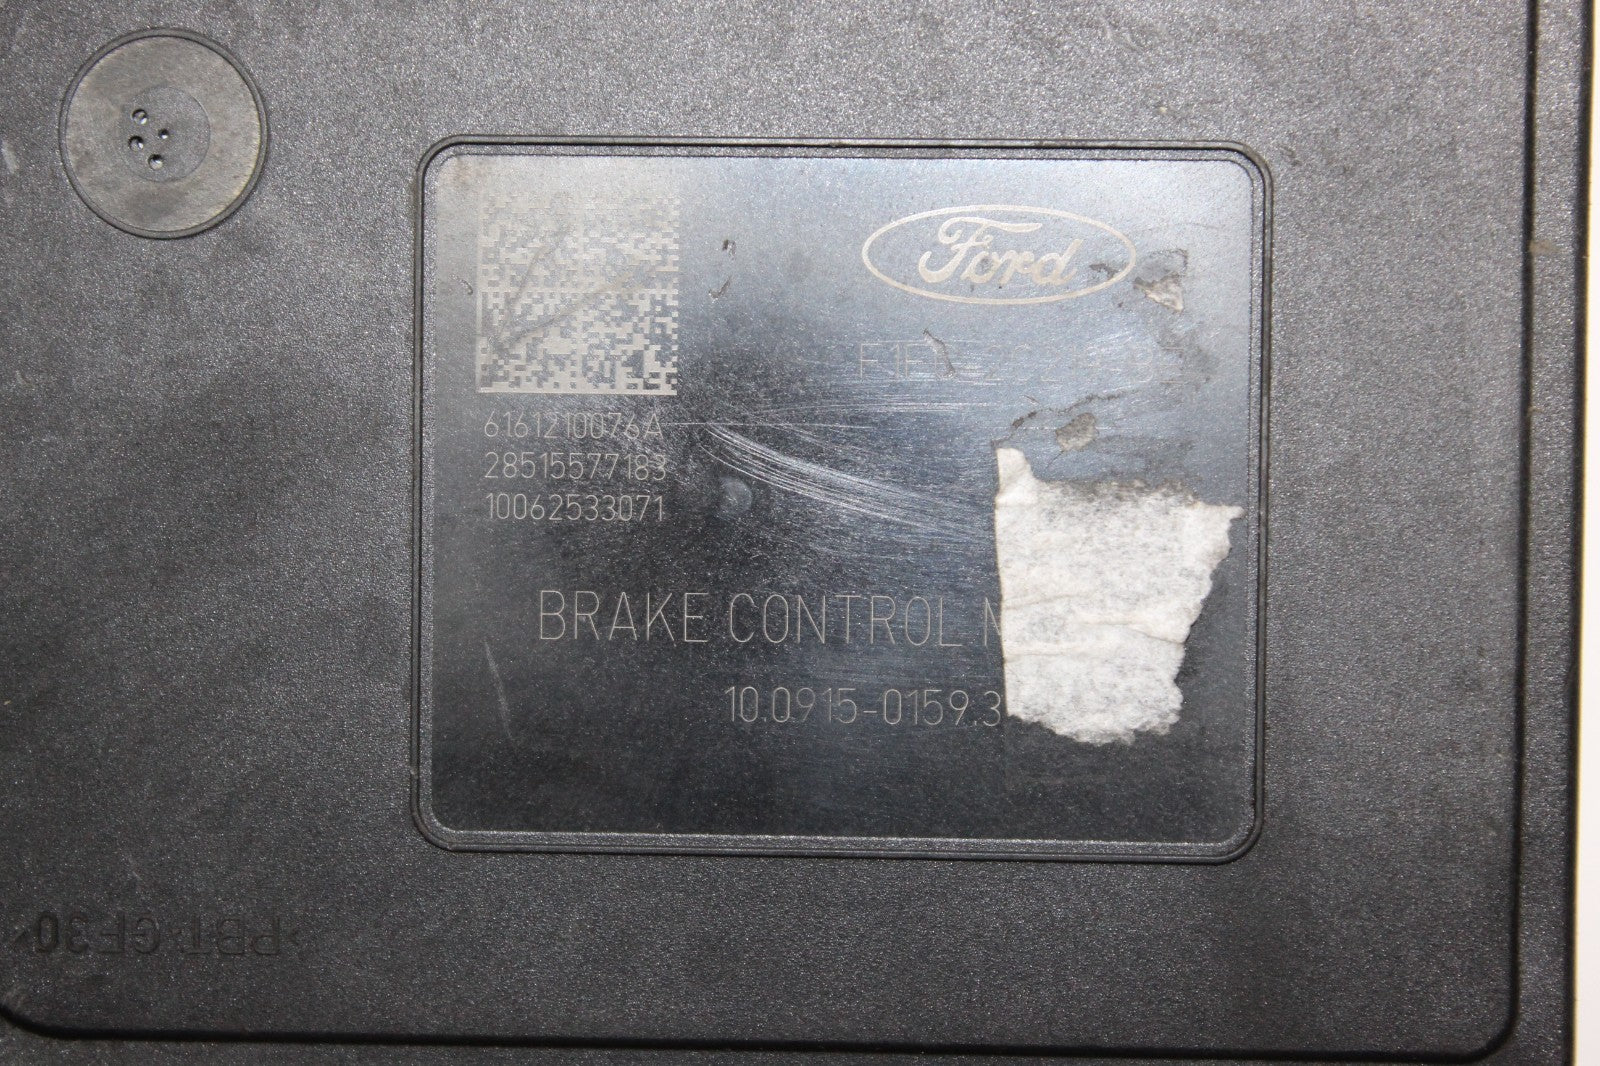 Ford
6161210076A
28515577183
10062533071
BRAKE CONTROL
10.0915-0159.3
>PBT-GF30